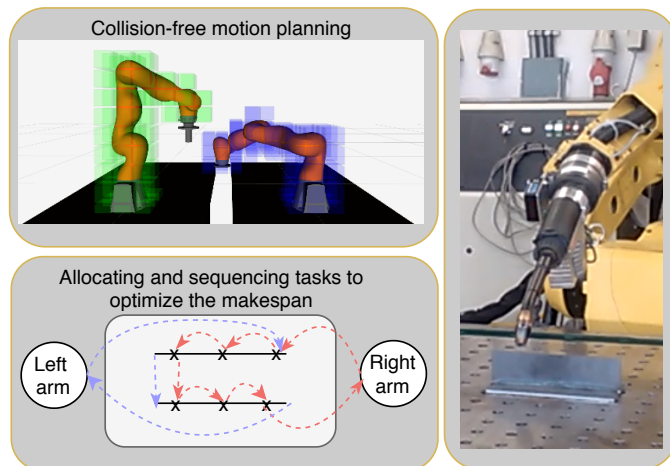 Collision-free motion planning
Allocating and sequencing tasks to
optimize the makespan
Left
arm
x x x
Right
arm
x x x